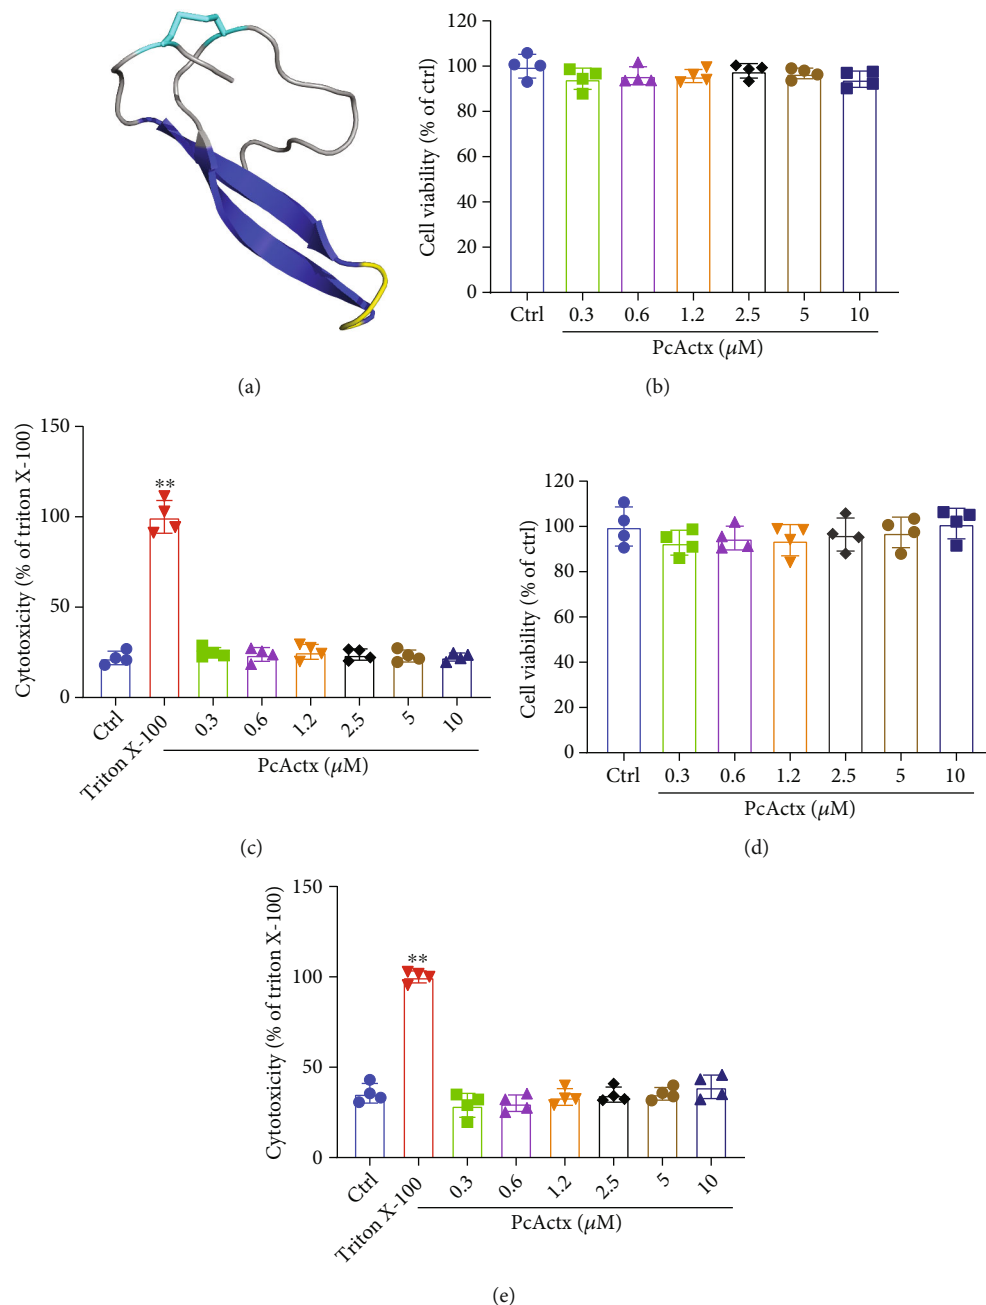 (a)
Cell viability (% of ctrl)
120
100
80
60
40
20
0
Ctrl 0.3 0.6 1.2 2.5 5 10
PcActx (μM)
(b)
Cytotoxicity (% of triton X-100)
150
100
50
0
**
Ctrl Triton X-100 0.3 0.6 1.2 2.5 5 10
PcActx (μM)
(c)
Cell viability (% of ctrl)
120
100
80
60
40
20
0
Ctrl 0.3 0.6 1.2 2.5 5 10
PcActx (μM)
(d)
Cytotoxicity (% of triton X-100)
150
100
50
0
**
Ctrl Triton X-100 0.3 0.6 1.2 2.5 5 10
PcActx (μM)
(e)